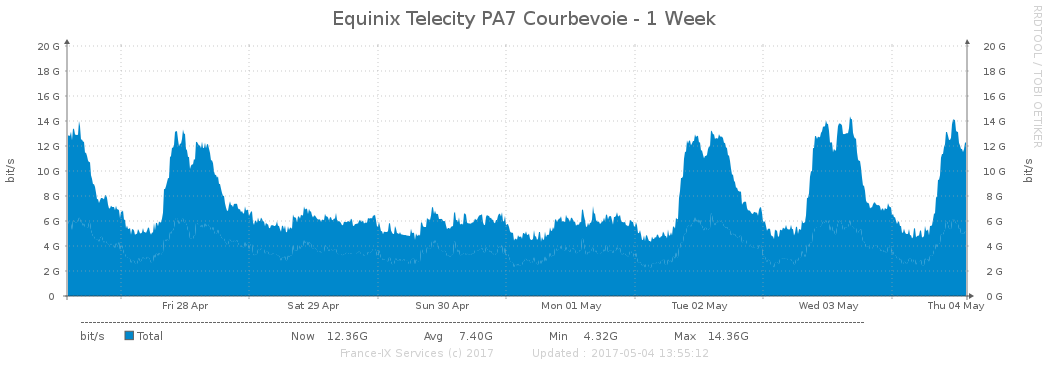 Equinix Telecity PA7 Courbevoie - 1 Week
RRDTOOL / TOBI OETIKER
20 G 20 G
18 G 18 G
16 G 16 G
14 G 14 G
12 G 12 G
10 G 10 G
8 G 8 G
6 G 6 G
4 G 4 G
2 G 2 G
0 0 G
bit/s bit/s
Fri 28 Apr Sat 29 Apr Sun 30 Apr Mon 01 May Tue 02 May Wed 03 May Thu 04 May
bit/s Total Now 12.36G Avg 7.40G Min 4.32G Max 14.36G
France-IX Services (c) 2017 Updated : 2017-05-04 13:55:12